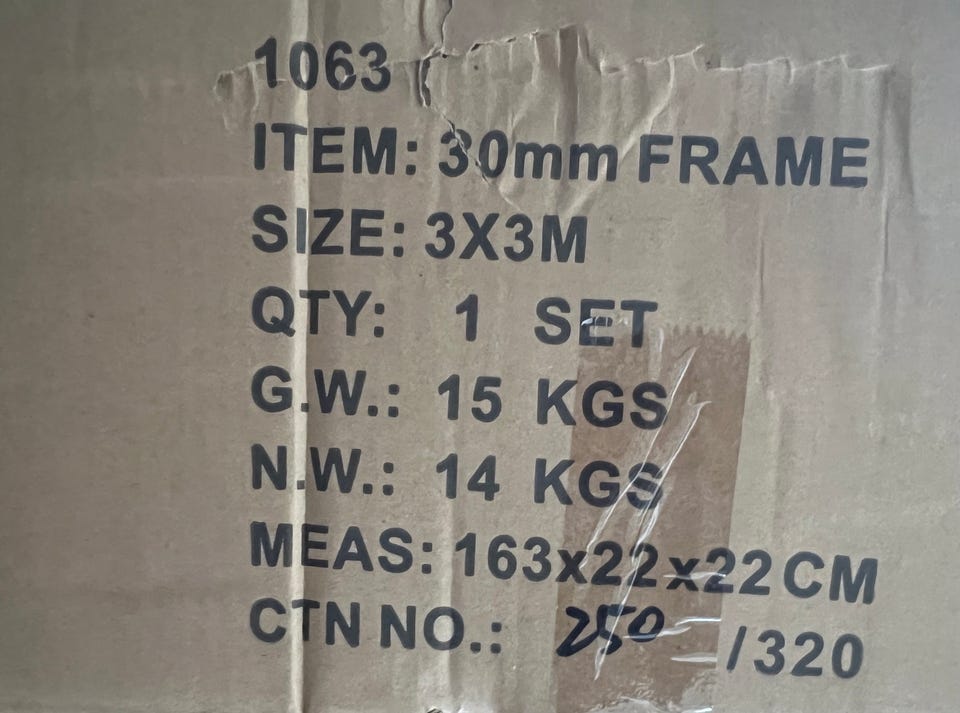 1063
ITEM: 30mm FRAME
SIZE: 3X3M
QTY: 1 SET
G.W.: 15 KGS
N.W.: 14 KGS
MEAS: 163x22x22CM
CTN NO.: 250 /320